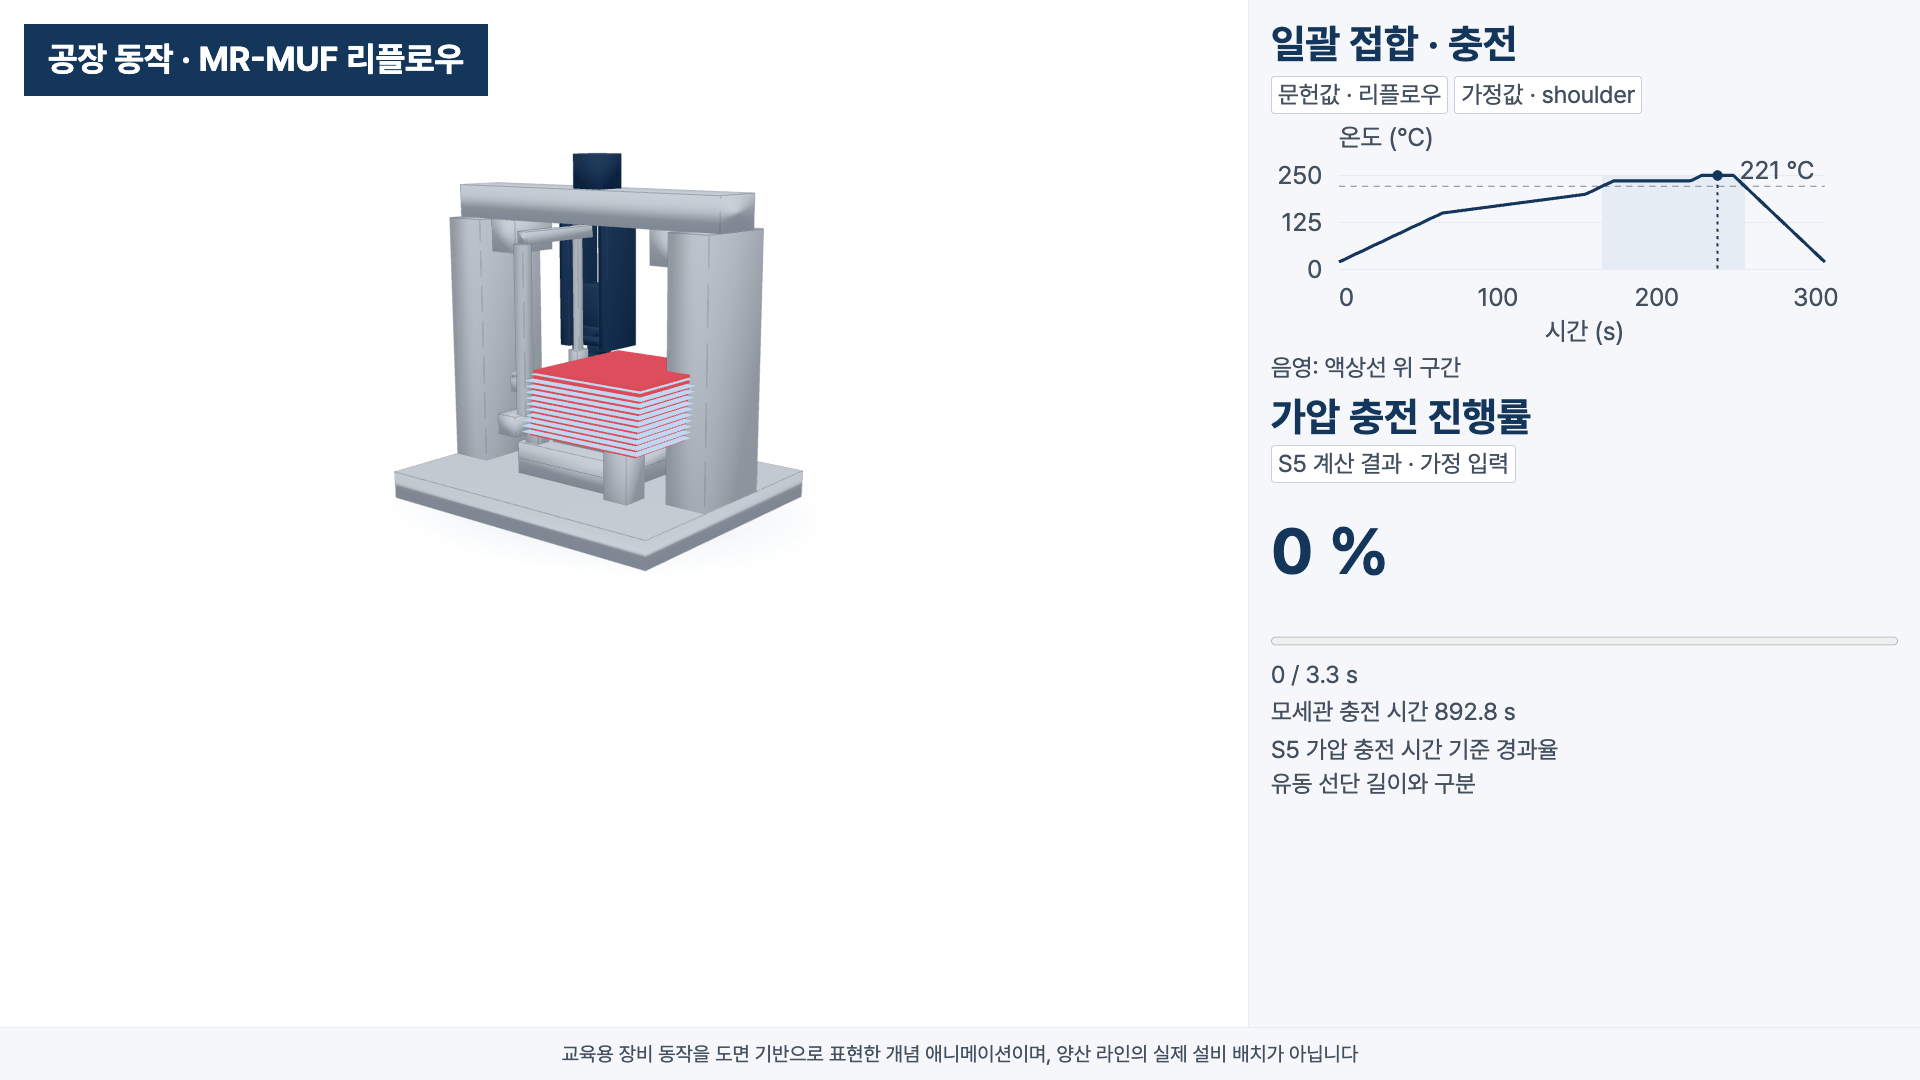 공장 동작 · MR-MUF 리플로우
일괄 접합 · 충전
문헌값 · 리플로우 가정값 · shoulder
온도 (°C)
221 °C
250
125
0
0 100 200 300
시간 (s)
음영: 액상선 위 구간
가압 충전 진행률
S5 계산 결과 · 가정 입력
0 %
0 / 3.3 s
모세관 충전 시간 892.8 s
S5 가압 충전 시간 기준 경과율
유동 선단 길이와 구분
교육용 장비 동작을 도면 기반으로 표현한 개념 애니메이션이며, 양산 라인의 실제 설비 배치가 아닙니다